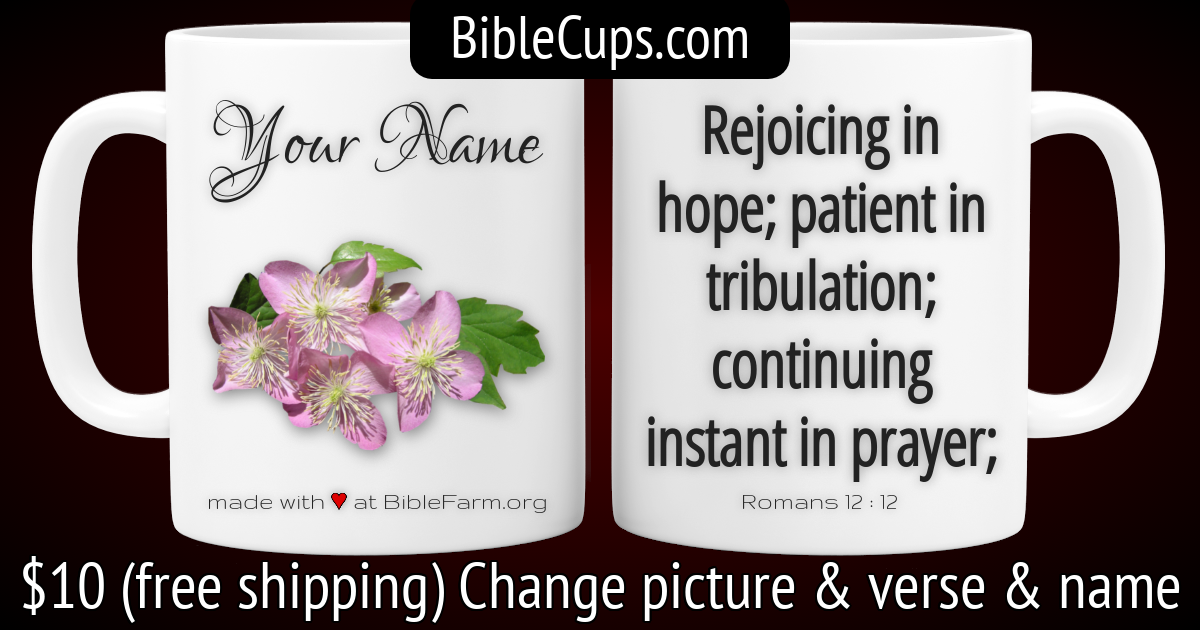 BibleCups.com
Your Name
made with ♥ at BibleFarm.org
Rejoicing in
hope; patient in
tribulation;
continuing
instant in prayer;
Romans 12 : 12
$10 (free shipping) Change picture & verse & name